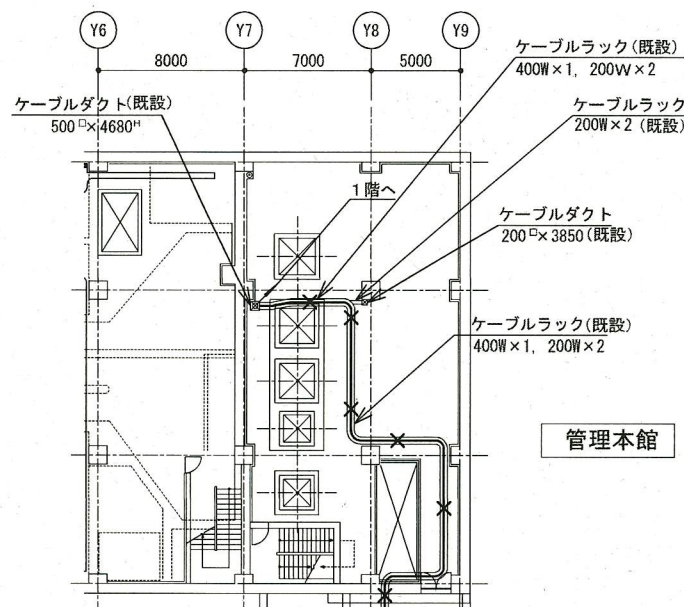 Y6 Y7 Y8 Y9
8000 7000 5000
ケーブルラック(既設)
400W×1, 200W×2
ケーブルダクト(既設)
500□×4680H
ケーブルラック
200W×2 (既設)
1階へ
ケーブルダクト
200□×3850(既設)
ケーブルラック(既設)
400W×1, 200W×2
管理本館